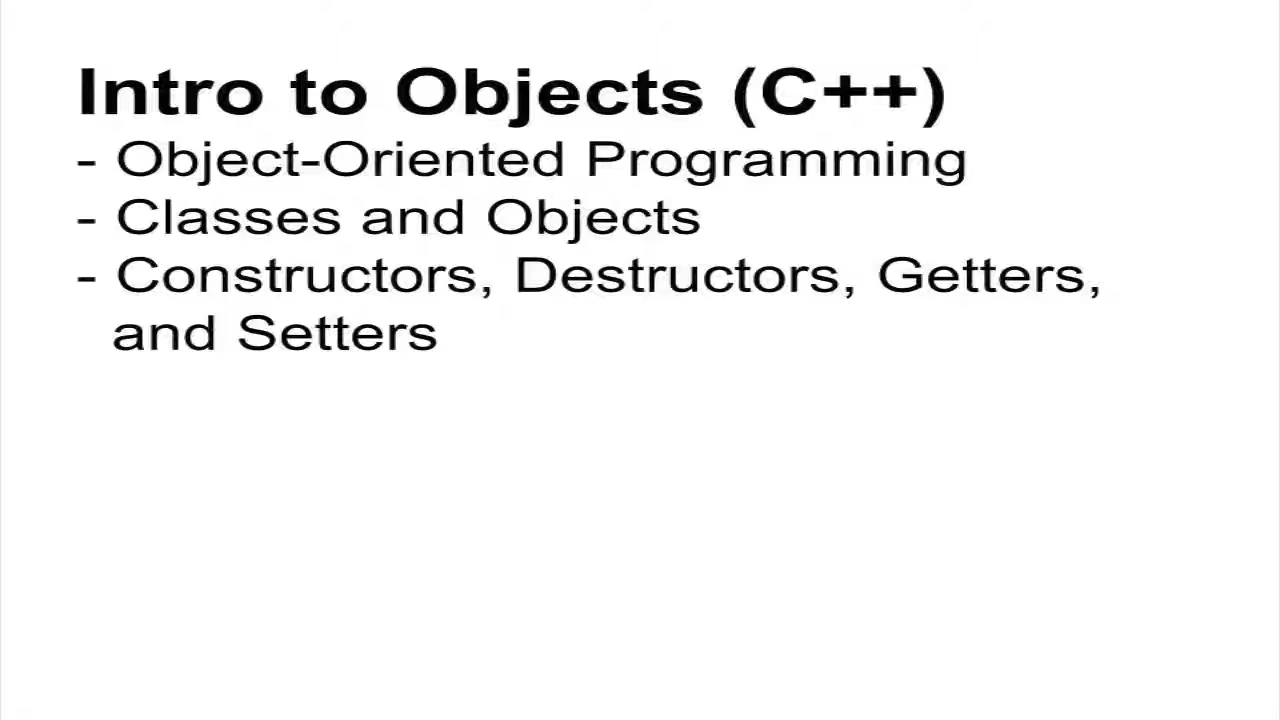 Intro to Objects (C++)
- Object-Oriented Programming
- Classes and Objects
- Constructors, Destructors, Getters,
and Setters